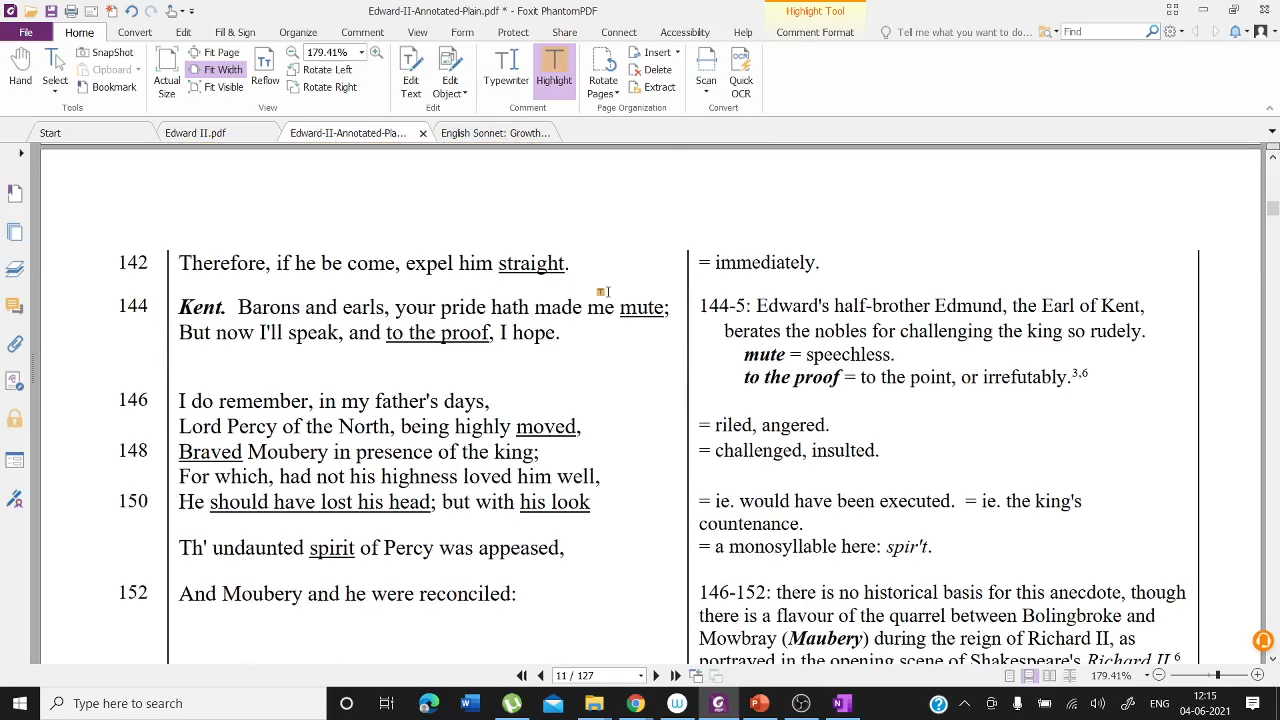 Edward-II-Annotated-Plain.pdf * - Foxit PhantomPDF
Highlight Tool
File
Home
Convert
Edit
Fill & Sign
Organize
Comment
View
Form
Protect
Share
Connect
Accessibility
Help
Comment Format
Tell me what you want to do...
Find
Hand
Select
SnapShot
Clipboard
Bookmark
Tools
Actual Size
Fit Page
Fit Width
Fit Visible
Reflow
179.41%
Rotate Left
Rotate Right
View
Edit Text
Edit Object
Edit
Typewriter
Highlight
Comment
Rotate Pages
Insert
Delete
Extract
Page Organization
Scan
Quick OCR
Convert
Start
Edward II.pdf
Edward-II-Annotated-Pla...
English Sonnet: Growth...
142 Therefore, if he be come, expel him straight. = immediately.
144 Kent. Barons and earls, your pride hath made me mute; 144-5: Edward's half-brother Edmund, the Earl of Kent,
But now I'll speak, and to the proof, I hope. berates the nobles for challenging the king so rudely.
mute = speechless.
to the proof = to the point, or irrefutably.3,6
146 I do remember, in my father's days,
Lord Percy of the North, being highly moved, = riled, angered.
148 Braved Moubery in presence of the king; = challenged, insulted.
For which, had not his highness loved him well,
150 He should have lost his head; but with his look = ie. would have been executed. = ie. the king's
countenance.
Th' undaunted spirit of Percy was appeased, = a monosyllable here: spir't.
152 And Moubery and he were reconciled: 146-152: there is no historical basis for this anecdote, though
there is a flavour of the quarrel between Bolingbroke and
Mowbray (Maubery) during the reign of Richard II, as
portrayed in the opening scene of Shakespeare's Richard II.6
11 / 127
179.41%
Type here to search
ENG
12:15
04-06-2021